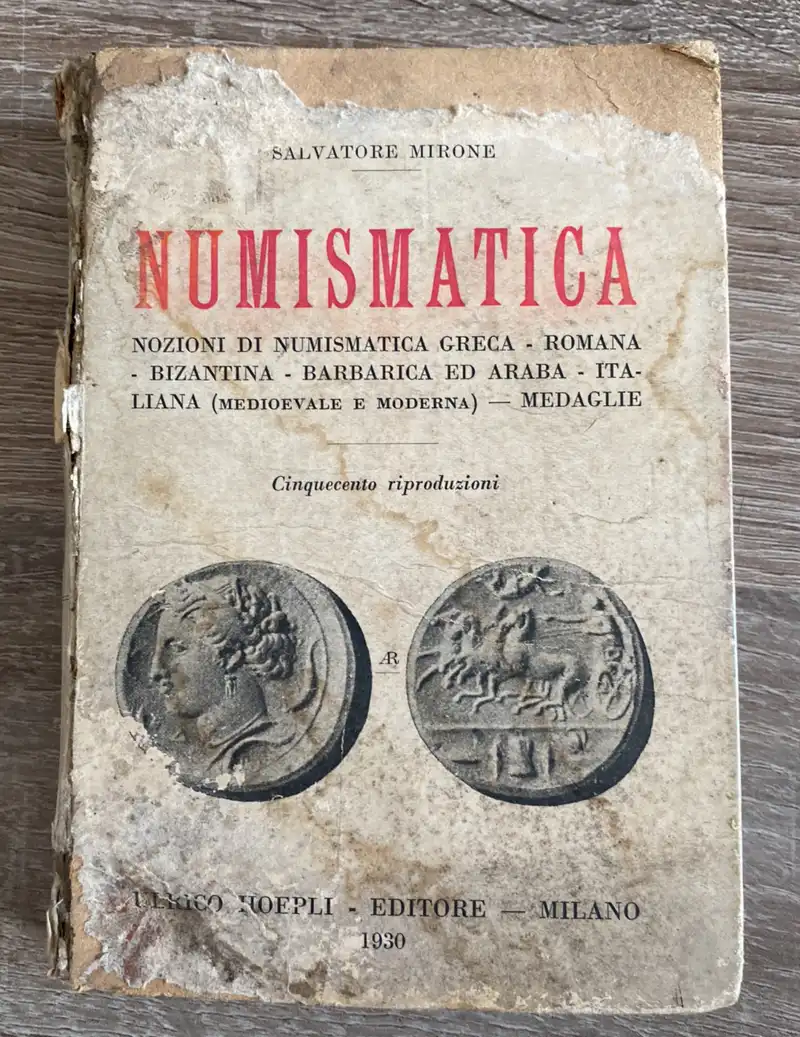 SALVATORE MIRONE
NUMISMATICA
NOZIONI DI NUMISMATICA GRECA - ROMANA
- BIZANTINA - BARBARICA ED ARABA - ITA-
LIANA (MEDIOEVALE E MODERNA) — MEDAGLIE
Cinquecento riproduzioni
AR
ULRICO HOEPLI - EDITORE — MILANO
1930